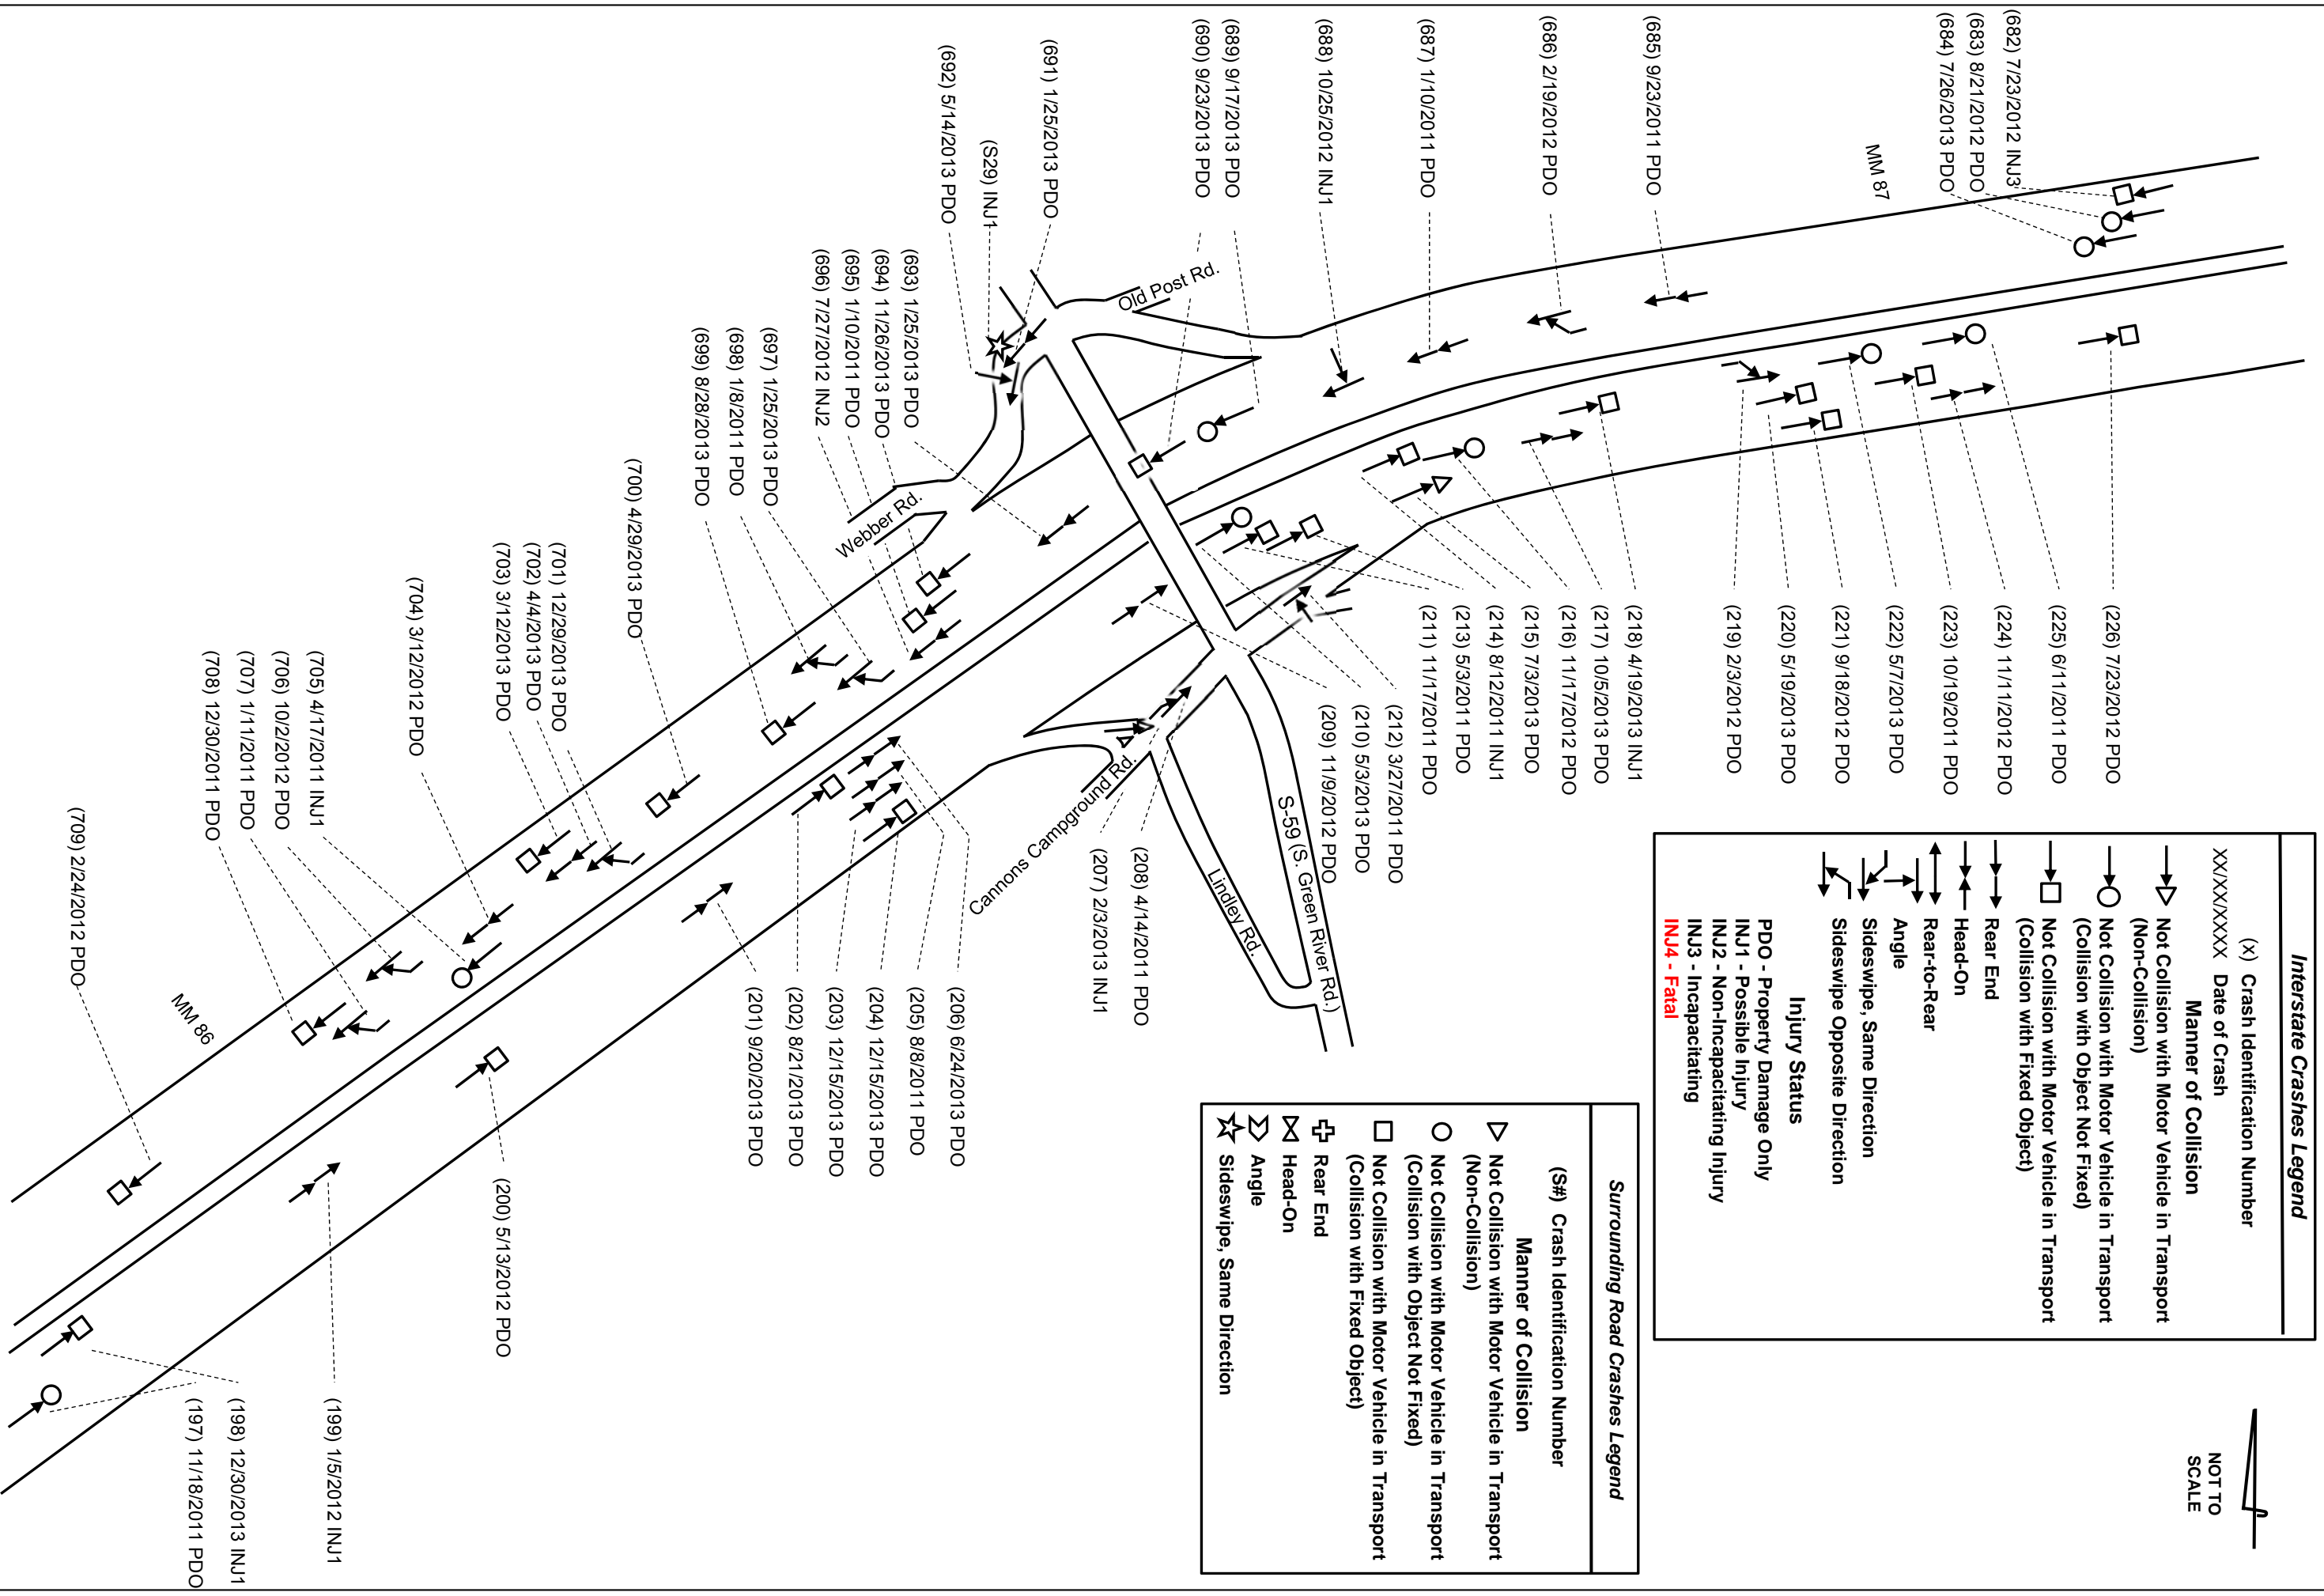 (682) 7/23/2012 INJ3
(683) 8/21/2012 PDO
(684) 7/26/2013 PDO
MM 87
(685) 9/23/2011 PDO
(686) 2/19/2012 PDO
(687) 1/10/2011 PDO
(688) 10/25/2012 INJ1
(689) 9/17/2013 PDO
(690) 9/23/2013 PDO
Old Post Rd.
(691) 1/25/2013 PDO
(S29) INJ1
(692) 5/14/2013 PDO
(693) 1/25/2013 PDO
(694) 11/26/2013 PDO
(695) 1/10/2011 PDO
(696) 7/27/2012 INJ2
Webber Rd.
(697) 1/25/2013 PDO
(698) 1/8/2011 PDO
(699) 8/28/2013 PDO
(700) 4/29/2013 PDO
(701) 12/29/2013 PDO
(702) 4/4/2013 PDO
(703) 3/12/2013 PDO
(704) 3/12/2012 PDO
(705) 4/17/2011 INJ1
(706) 10/2/2012 PDO
(707) 1/11/2011 PDO
(708) 12/30/2011 PDO
(709) 2/24/2012 PDO
MM 86
(226) 7/23/2012 PDO
(225) 6/11/2011 PDO
(224) 11/11/2012 PDO
(223) 10/19/2011 PDO
(222) 5/7/2013 PDO
(221) 9/18/2012 PDO
(220) 5/19/2013 PDO
(219) 2/3/2012 PDO
(218) 4/19/2013 INJ1
(217) 10/5/2013 PDO
(216) 11/17/2012 PDO
(215) 7/3/2013 PDO
(214) 8/12/2011 INJ1
(213) 5/3/2011 PDO
(211) 11/17/2011 PDO
(212) 3/27/2011 PDO
(210) 5/3/2013 PDO
(209) 11/9/2012 PDO
S-59 (S. Green River Rd.)
Lindley Rd.
Cannons Campground Rd.
(208) 4/14/2011 PDO
(207) 2/3/2013 INJ1
(206) 6/24/2013 PDO
(205) 8/8/2011 PDO
(204) 12/15/2013 PDO
(203) 12/15/2013 PDO
(202) 8/21/2013 PDO
(201) 9/20/2013 PDO
(200) 5/13/2012 PDO
(199) 1/5/2012 INJ1
(198) 12/30/2013 INJ1
(197) 11/18/2011 PDO
Interstate Crashes Legend
(x) Crash Identification Number
XX/XX/XXXX Date of Crash
Manner of Collision
Not Collision with Motor Vehicle in Transport
(Non-Collision)
Not Collision with Motor Vehicle in Transport
(Collision with Object Not Fixed)
Not Collision with Motor Vehicle in Transport
(Collision with Fixed Object)
Rear End
Head-On
Rear-to-Rear
Angle
Sideswipe, Same Direction
Sideswipe Opposite Direction
Injury Status
PDO - Property Damage Only
INJ1 - Possible Injury
INJ2 - Non-Incapacitating Injury
INJ3 - Incapacitating
INJ4 - Fatal
Surrounding Road Crashes Legend
(S#) Crash Identification Number
Manner of Collision
Not Collision with Motor Vehicle in Transport
(Non-Collision)
Not Collision with Motor Vehicle in Transport
(Collision with Object Not Fixed)
Not Collision with Motor Vehicle in Transport
(Collision with Fixed Object)
Rear End
Head-On
Angle
Sideswipe, Same Direction
NOT TO
SCALE